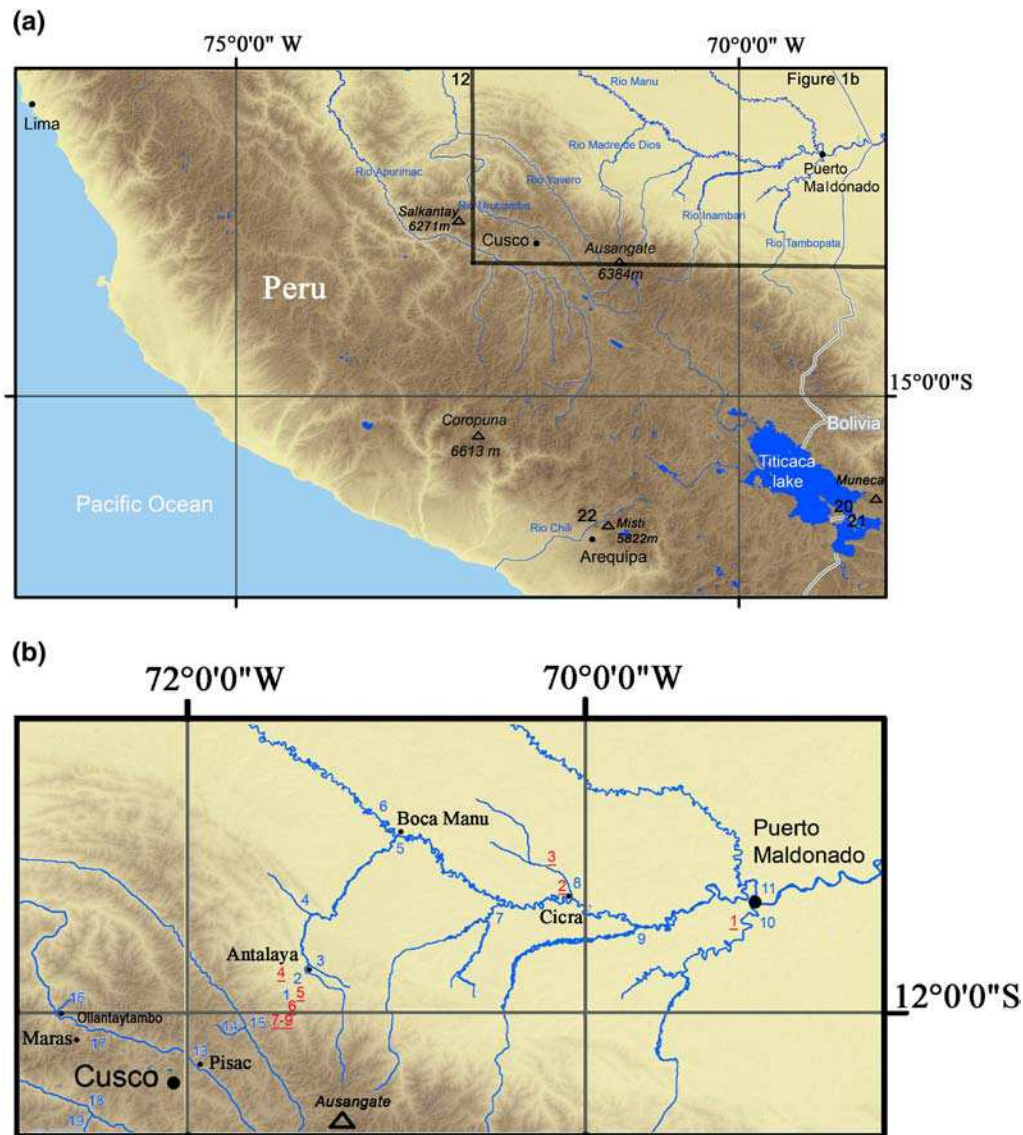 (a)
75°0'0" W
70°0'0" W
12
Figure 1b
Rio Manu
Lima
Rio Madre de Dios
Puerto
Maldonado
Rio Apurimac
Rio Yavero
Salkantay
6271m
Rio Urubamba
Rio Inambari
Cusco
Ausangate
6384m
Rio Tambopata
Peru
15°0'0"S
Coropuna
6613 m
Bolivia
Titicaca
lake
Muneca
Pacific Ocean
20
21
22
Misti
5822m
Rio Chili
Arequipa
(b)
72°0'0"W
70°0'0"W
6
Boca Manu
5
Puerto
Maldonado
3
8
2
11
4
Cicra
7
1
10
9
Antalaya
3
4
2
5
1
6
12°0'0"S
16
Ollantaytambo
7-9
14
15
Maras
17
13
Pisac
Cusco
18
Ausangate
19